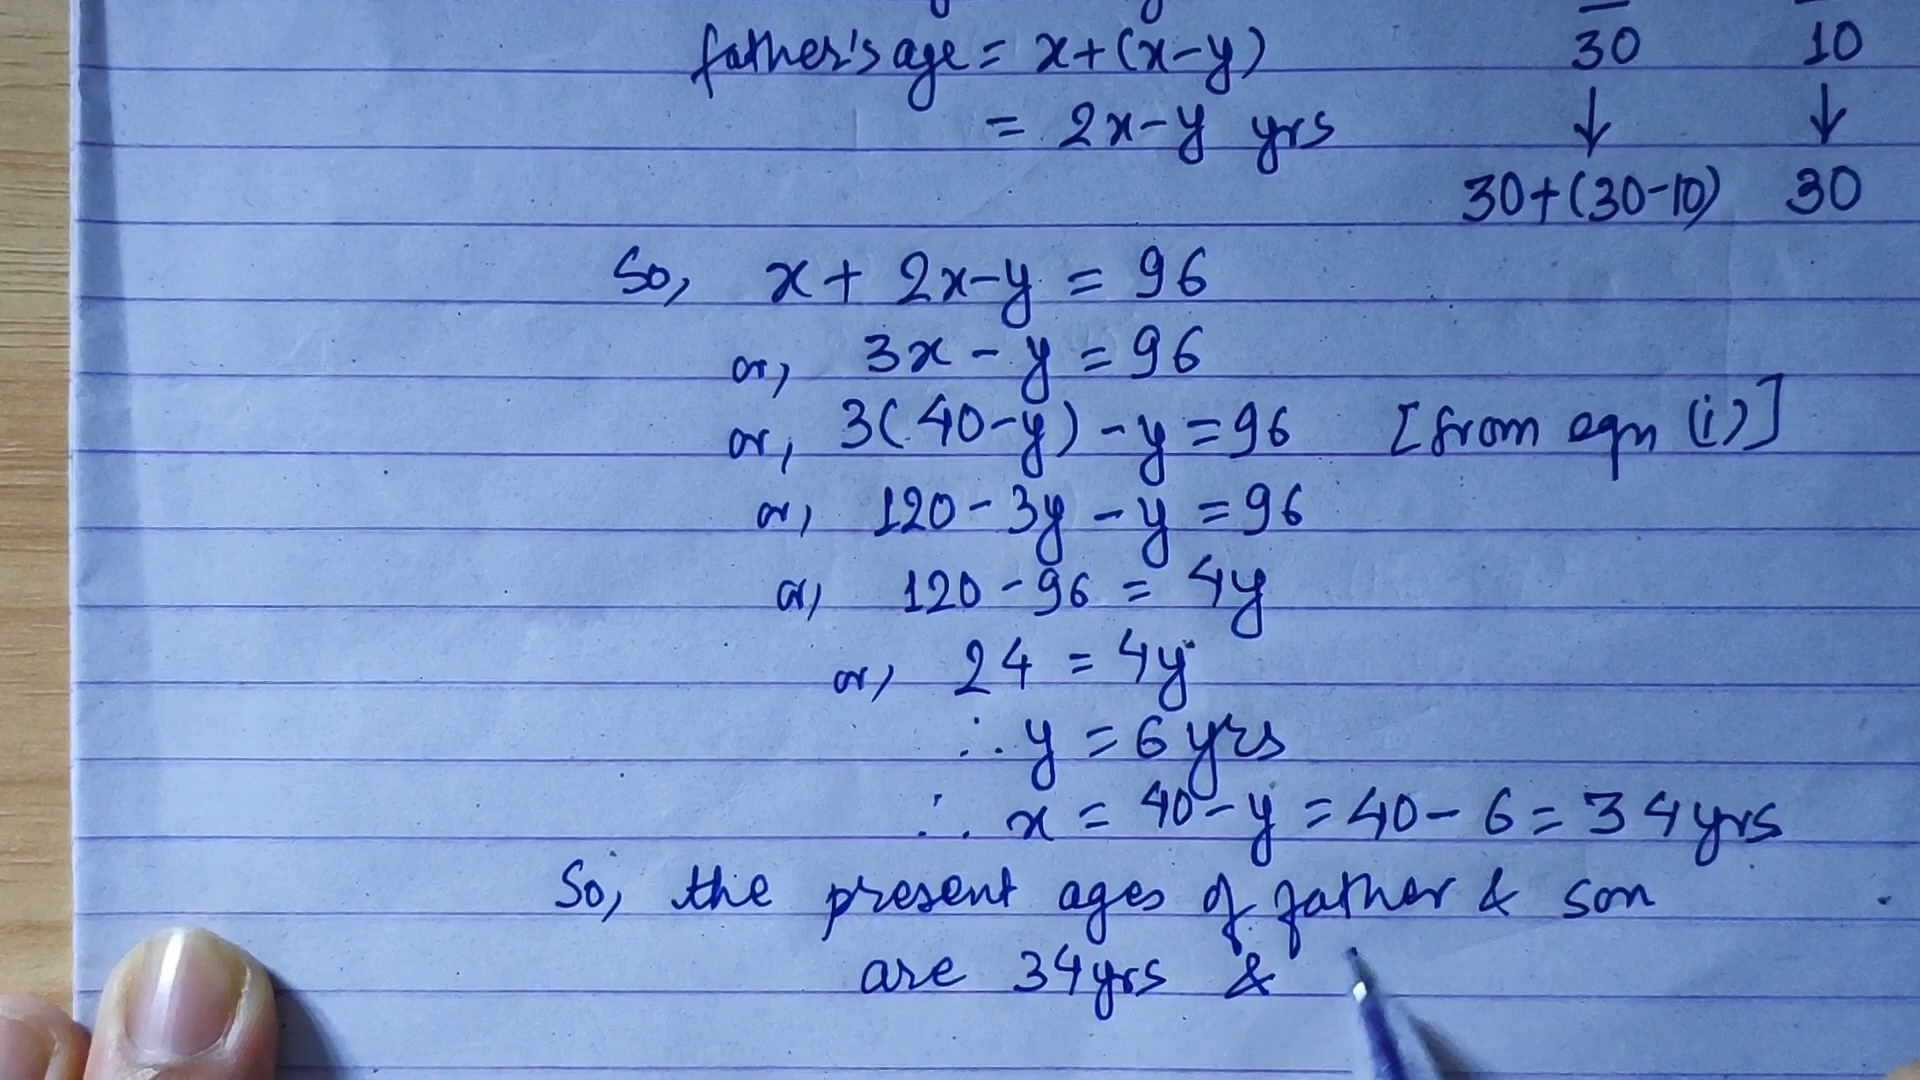 father's age = x+(x-y) 30 10
= 2x-y yrs ↓ ↓
30+(30-10) 30
So, x + 2x-y = 96
or, 3x - y = 96
or, 3(40-y) - y = 96 [from eqn (i)]
or, 120 - 3y - y = 96
or, 120 - 96 = 4y
or, 24 = 4y
∴ y = 6 yrs
∴ x = 40 - y = 40 - 6 = 34 yrs
So, the present ages of father & son
are 34 yrs &